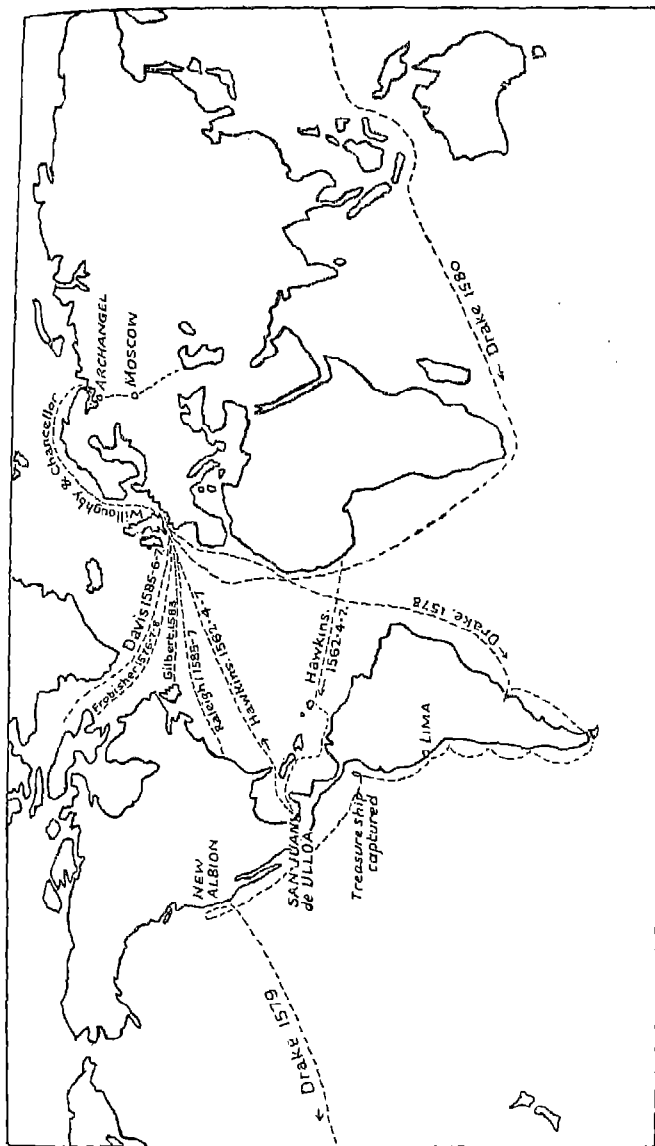 ARCHANGEL
MOSCOW
Willoughby & Chancellor
Davis 1585-6-7
Frobisher 1576-7-8
Gilbert 1583
Raleigh 1585-7
Hawkins 1562-4-7
Hawkins
1562-4-7
Drake 1580
Drake, 1578
LIMA
Treasure ship
captured
SAN JUAN
de ULLOA
NEW
ALBION
Drake 1579